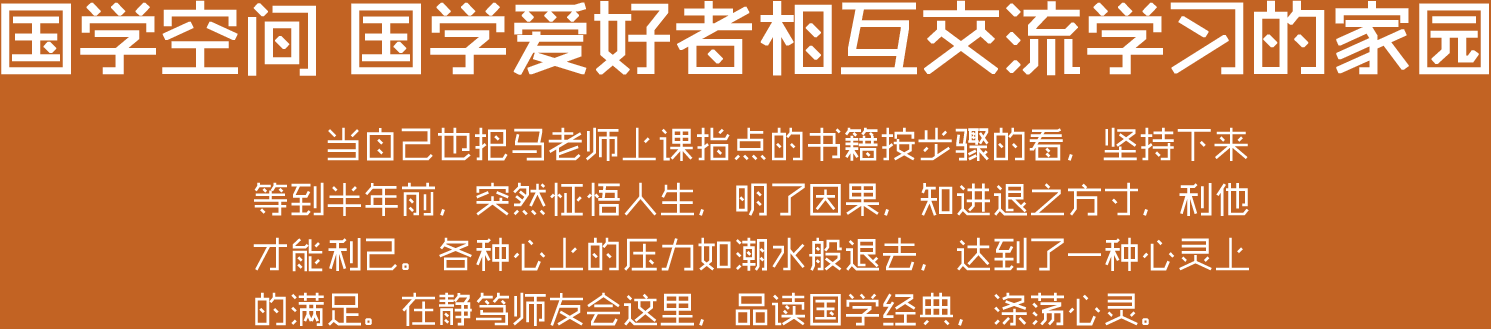 国学空间 国学爱好者相互交流学习的家园
当自己也把马老师上课指点的书籍按步骤的看，坚持下来
等到半年前，突然怔悟人生，明了因果，知进退之方寸，利他
才能利己。各种心上的压力如潮水般退去，达到了一种心灵上
的满足。在静笃师友会这里，品读国学经典，涤荡心灵。